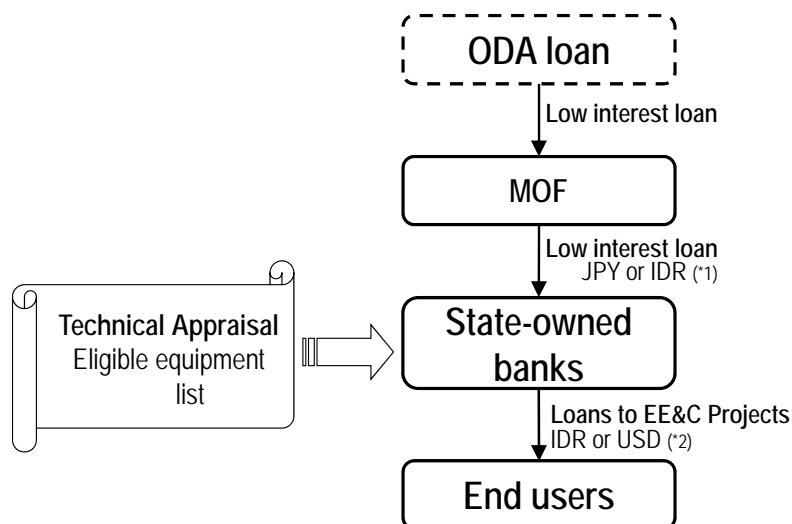 ODA loan
Low interest loan
MOF
Low interest loan
JPY or IDR (*1)
Technical Appraisal
Eligible equipment
list
State-owned
banks
Loans to EE&C Projects
IDR or USD (*2)
End users